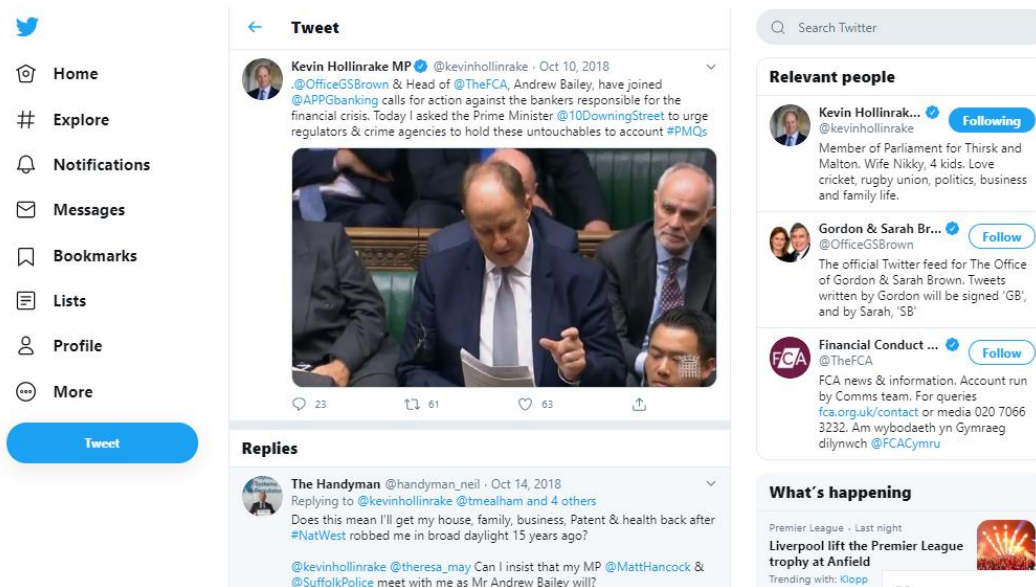 Home
Explore
Notifications
Messages
Bookmarks
Lists
Profile
More
Tweet
Tweet
Kevin Hollinrake MP @kevinhollinrake · Oct 10, 2018
.@OfficeGSBrown & Head of @TheFCA, Andrew Bailey, have joined
@APPGbanking calls for action against the bankers responsible for the
financial crisis. Today I asked the Prime Minister @10DowningStreet to urge
regulators & crime agencies to hold these untouchables to account #PMQs
23 61 63
Replies
The Handyman @handyman_neil · Oct 14, 2018
Replying to @kevinhollinrake @tmealham and 4 others
Does this mean I'll get my house, family, business, Patent & health back after
#NatWest robbed me in broad daylight 15 years ago?
@kevinhollinrake @theresa_may Can I insist that my MP @MattHancock &
@SuffolkPolice meet with me as Mr Andrew Bailey will?
Search Twitter
Relevant people
Kevin Hollinrak...
Following
@kevinhollinrake
Member of Parliament for Thirsk and
Malton. Wife Nikky, 4 kids. Love
cricket, rugby union, politics, business
and family life.
Gordon & Sarah Br...
Follow
@OfficeGSBrown
The official Twitter feed for The Office
of Gordon & Sarah Brown. Tweets
written by Gordon will be signed 'GB',
and by Sarah, 'SB'
FCA
Financial Conduct ...
Follow
@TheFCA
FCA news & information. Account run
by Comms team. For queries
fca.org.uk/contact or media 020 7066
3232. Am wybodaeth yn Gymraeg
dilynwch @FCACymru
What's happening
Premier League · Last night
Liverpool lift the Premier League
trophy at Anfield
Trending with: Klopp